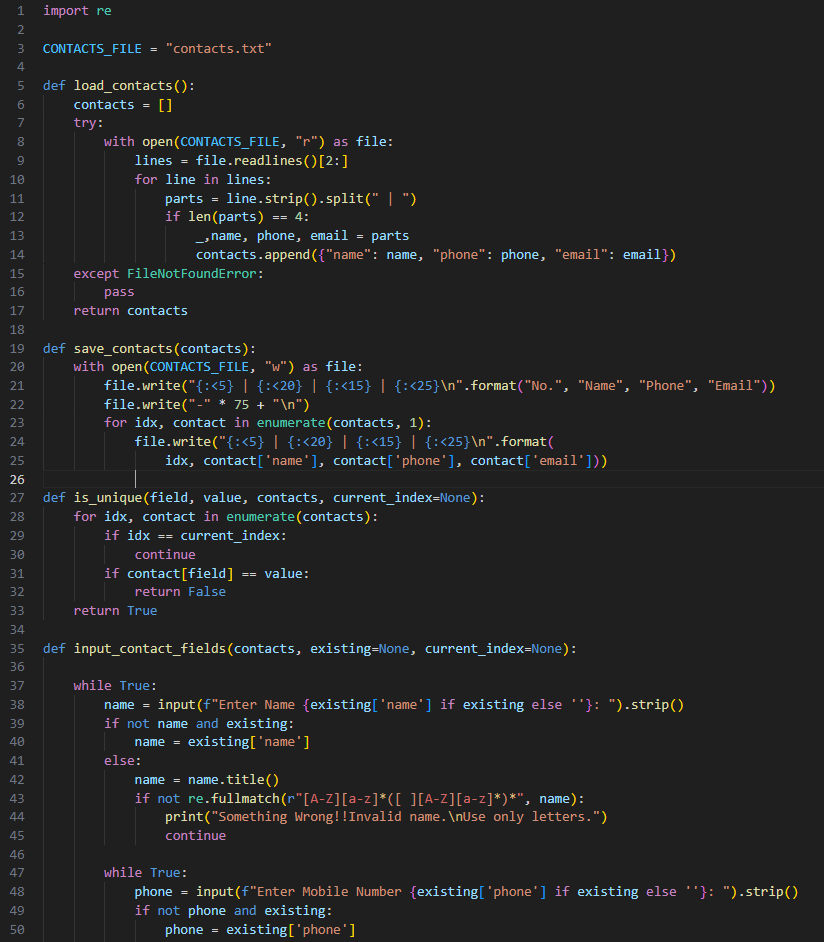 1 import re
2
3 CONTACTS_FILE = "contacts.txt"
4
5 def load_contacts():
6     contacts = []
7     try:
8         with open(CONTACTS_FILE, "r") as file:
9             lines = file.readlines()[2:]
10             for line in lines:
11                 parts = line.strip().split(" | ")
12                 if len(parts) == 4:
13                     _,name, phone, email = parts
14                     contacts.append({"name": name, "phone": phone, "email": email})
15     except FileNotFoundError:
16         pass
17     return contacts
18
19 def save_contacts(contacts):
20     with open(CONTACTS_FILE, "w") as file:
21         file.write("{:<5} | {:<20} | {:<15} | {:<25}\n".format("No.", "Name", "Phone", "Email"))
22         file.write("-" * 75 + "\n")
23         for idx, contact in enumerate(contacts, 1):
24             file.write("{:<5} | {:<20} | {:<15} | {:<25}\n".format(
25                 idx, contact['name'], contact['phone'], contact['email']))
26
27 def is_unique(field, value, contacts, current_index=None):
28     for idx, contact in enumerate(contacts):
29         if idx == current_index:
30             continue
31         if contact[field] == value:
32             return False
33     return True
34
35 def input_contact_fields(contacts, existing=None, current_index=None):
36
37     while True:
38         name = input(f"Enter Name {existing['name'] if existing else ''}: ").strip()
39         if not name and existing:
40             name = existing['name']
41         else:
42             name = name.title()
43             if not re.fullmatch(r"[A-Z][a-z]*([ ][A-Z][a-z]*)*", name):
44                 print("Something Wrong!!Invalid name.\nUse only letters.")
45                 continue
46
47         while True:
48             phone = input(f"Enter Mobile Number {existing['phone'] if existing else ''}: ").strip()
49             if not phone and existing:
50                 phone = existing['phone']